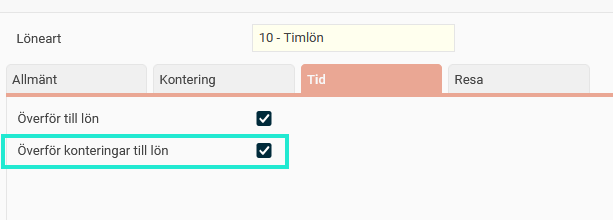 Löneart 10 - Timlön
Allmänt Kontering Tid Resa
Överför till lön
Överför konteringar till lön